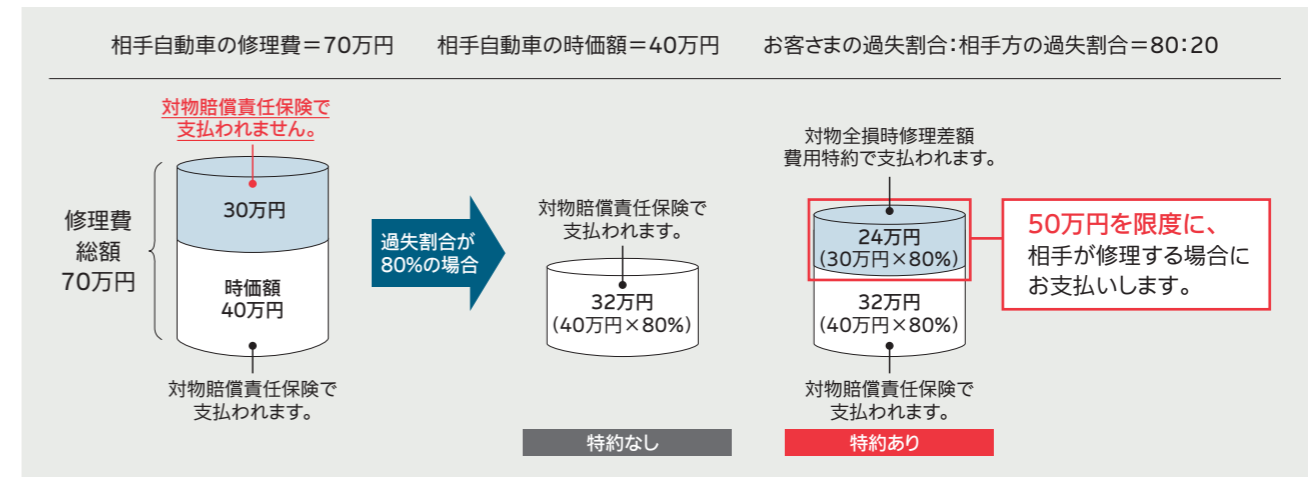 相手自動車の修理費＝70万円　相手自動車の時価額＝40万円　お客さまの過失割合：相手方の過失割合＝80：20
対物賠償責任保険で
支払われません。
修理費
総額
70万円
30万円
時価額
40万円
対物賠償責任保険で
支払われます。
過失割合が
80%の場合
対物賠償責任保険で
支払われます。
32万円
（40万円×80%）
特約なし
対物全損時修理差額
費用特約で支払われます。
24万円
（30万円×80%）
32万円
（40万円×80%）
対物賠償責任保険で
支払われます。
特約あり
50万円を限度に、
相手が修理する場合に
お支払いします。